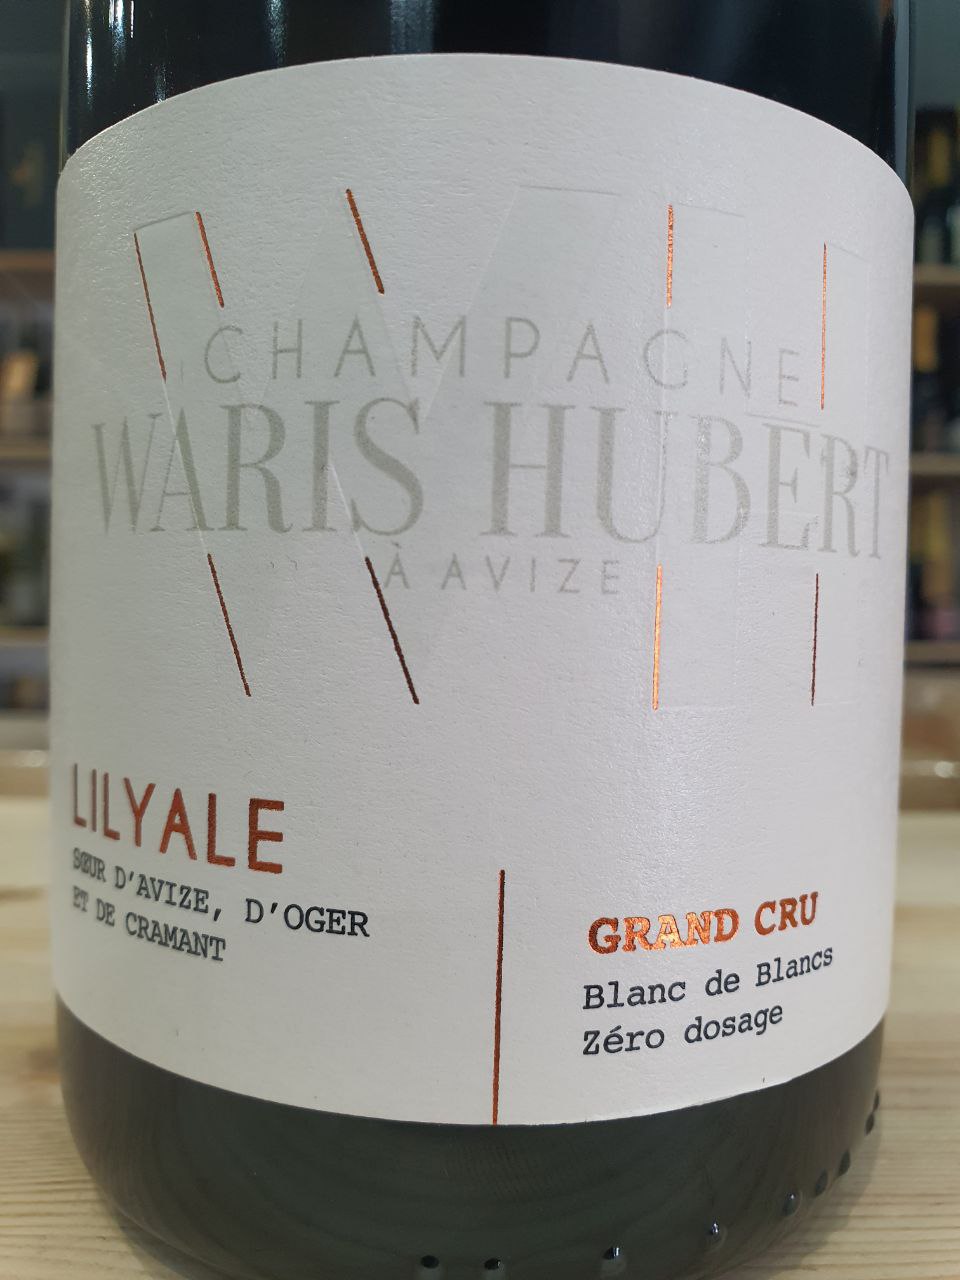 CHAMPAGNE
WARIS HUBERT
À AVIZE
LILYALE
SŒUR D'AVIZE, D'OGER
ET DE CRAMANT
GRAND CRU
Blanc de Blancs
Zéro dosage